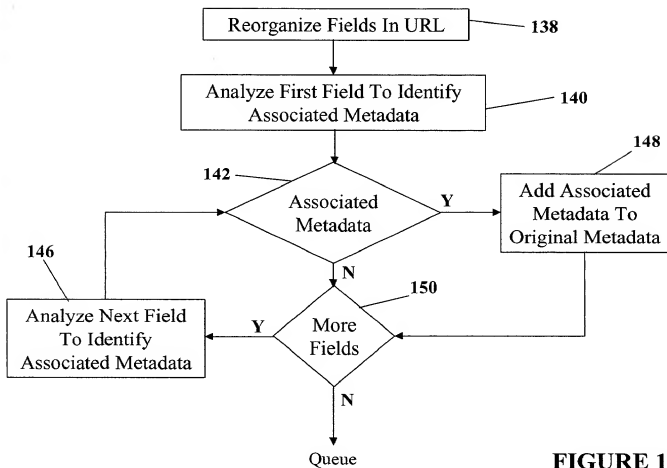 Reorganize Fields In URL
138
Analyze First Field To Identify
Associated Metadata
140
142
Associated
Metadata
Y
148
Add Associated
Metadata To
Original Metadata
N
150
146
Analyze Next Field
To Identify
Associated Metadata
Y
More
Fields
N
Queue
FIGURE 1